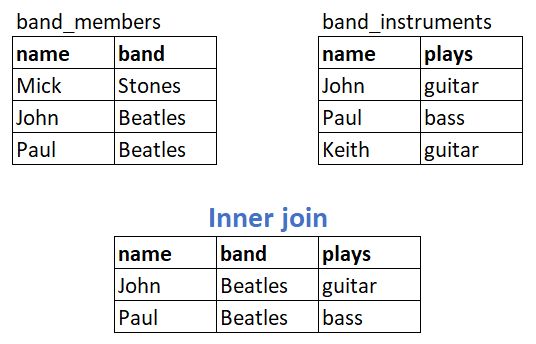 band_members band_instruments
name band name plays
Mick Stones John guitar
John Beatles Paul bass
Paul Beatles Keith guitar
Inner join
name band plays
John Beatles guitar
Paul Beatles bass